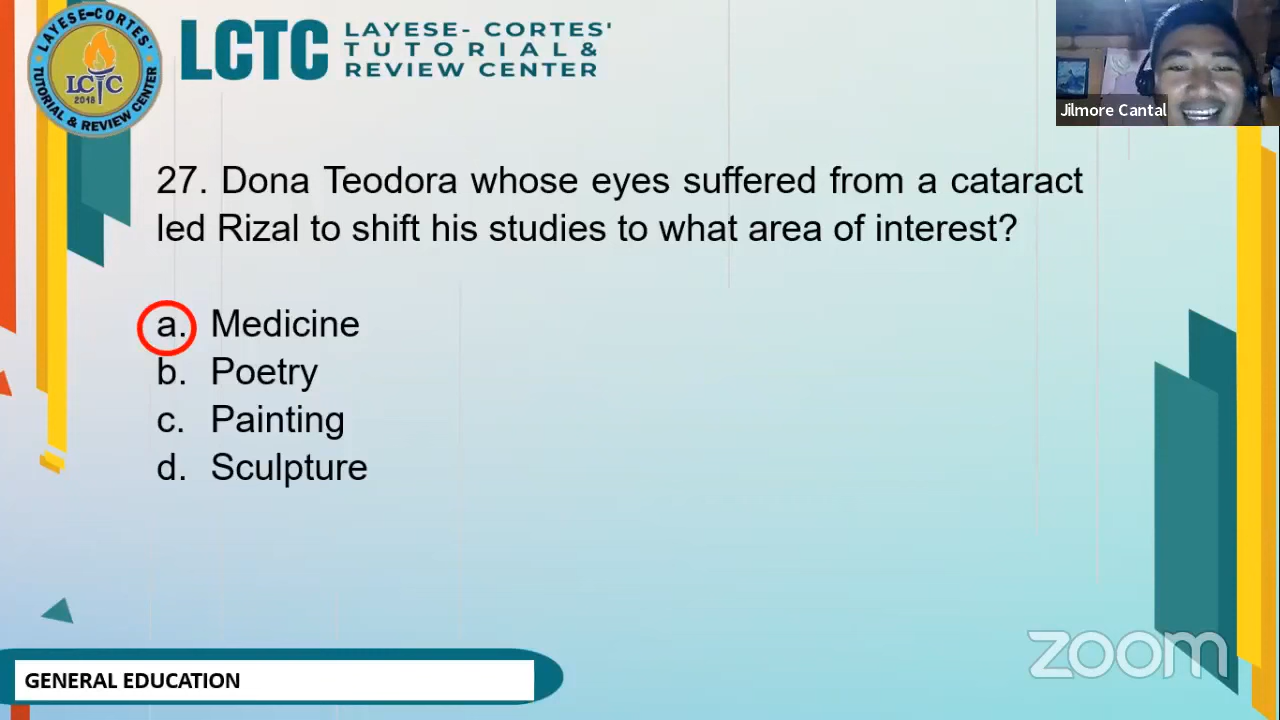 LAYESE-CORTES'
TUTORIAL & REVIEW CENTER
LCTC
2018
LCTC
LAYESE- CORTES'
TUTORIAL &
REVIEW CENTER
Jilmore Cantal
27. Dona Teodora whose eyes suffered from a cataract
led Rizal to shift his studies to what area of interest?
a. Medicine
b. Poetry
c. Painting
d. Sculpture
zoom
GENERAL EDUCATION